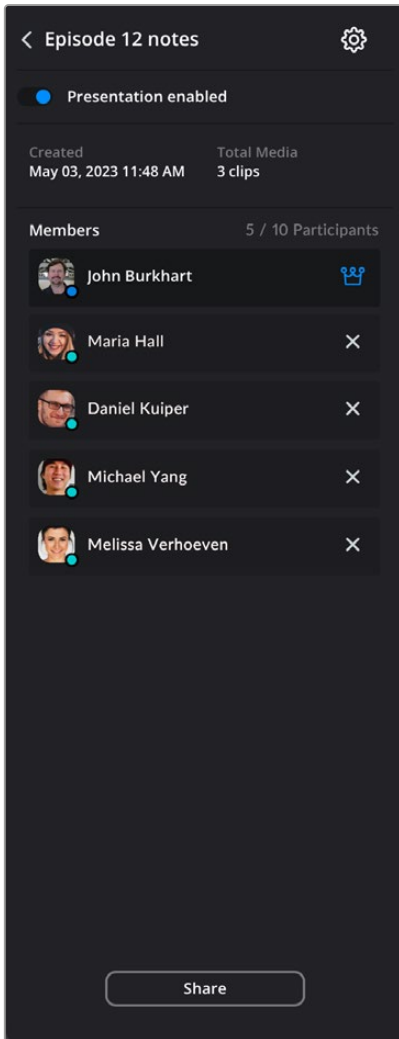 Episode 12 notes
Presentation enabled
Created Total Media
May 03, 2023 11:48 AM 3 clips
Members 5 / 10 Participants
John Burkhart
Maria Hall
Daniel Kuiper
Michael Yang
Melissa Verhoeven
Share